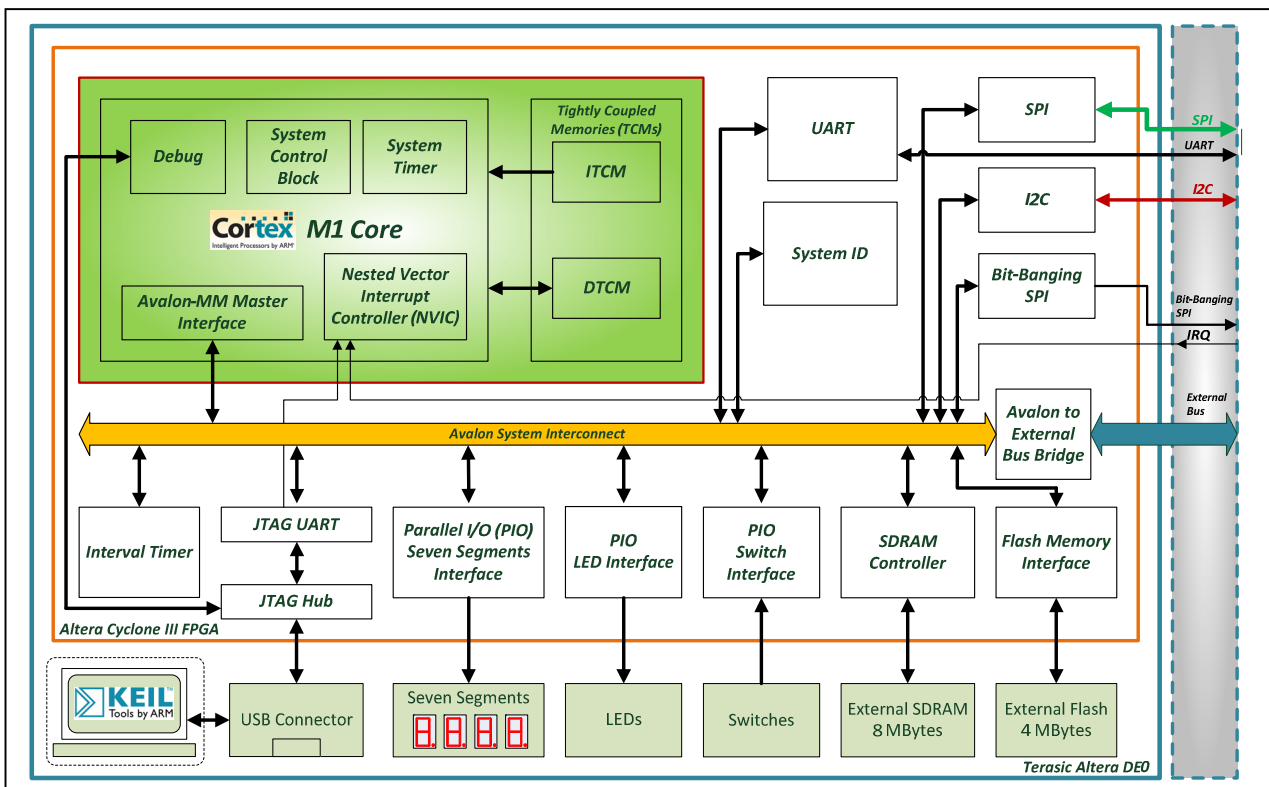 Tightly Coupled
Memories (TCMs)
Debug
System
Control
Block
System
Timer
ITCM
Cortex
Intelligent Processors by ARM®
M1 Core
Avalon-MM Master
Interface
Nested Vector
Interrupt
Controller (NVIC)
DTCM
UART
System ID
SPI
I2C
Bit-Banging
SPI
SPI
UART
I2C
Bit-Banging
SPI
IRQ
External
Bus
Avalon System Interconnect
Avalon to
External
Bus Bridge
Interval Timer
JTAG UART
JTAG Hub
Parallel I/O (PIO)
Seven Segments
Interface
PIO
LED Interface
PIO
Switch
Interface
SDRAM
Controller
Flash Memory
Interface
Altera Cyclone III FPGA
KEIL™
Tools by ARM
USB Connector
Seven Segments
8.8.8.8.
LEDs
Switches
External SDRAM
8 MBytes
External Flash
4 MBytes
Terasic Altera DE0